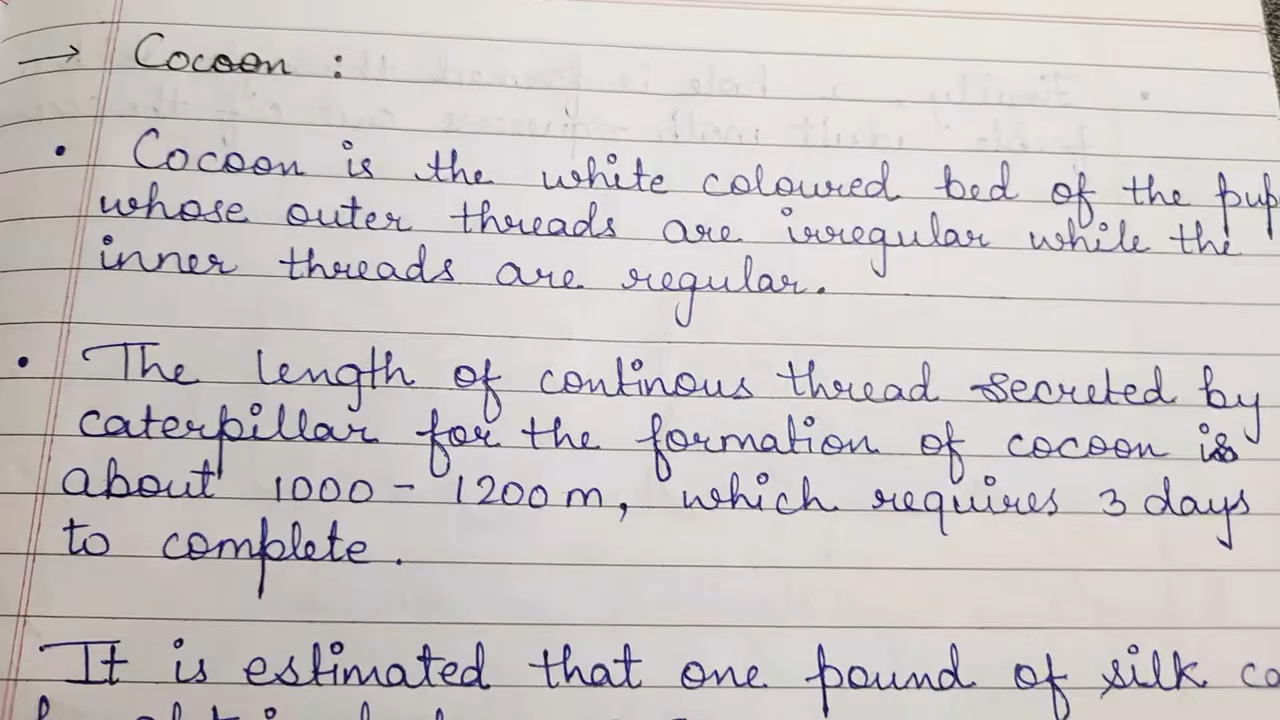 → Cocoon :
• Cocoon is the white coloured bed of the pup
whose outer threads are irregular while the
inner threads are regular.
• The length of continous thread secreted by
caterpillar for the formation of cocoon is
about 1000 - 1200 m, which requires 3 days
to complete.
It is estimated that one pound of silk co